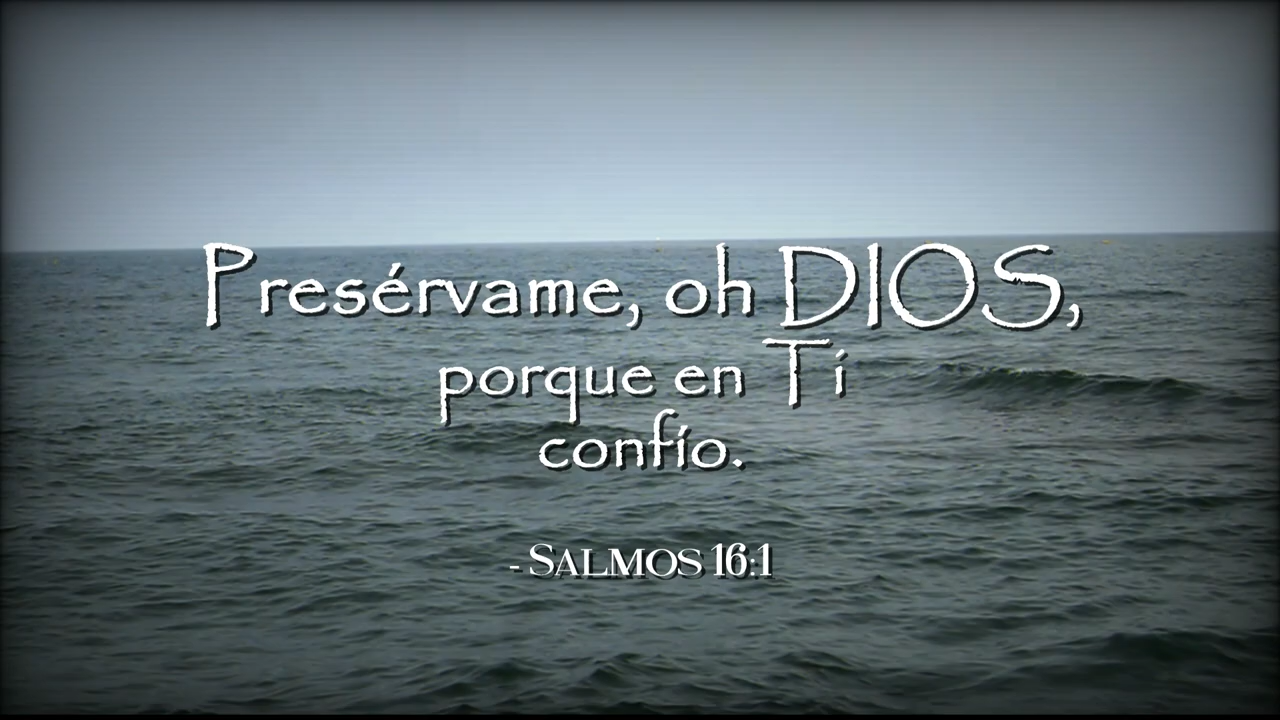 Presérvame, oh DIOS,
porque en Ti
confío.
- SALMOS 16:1